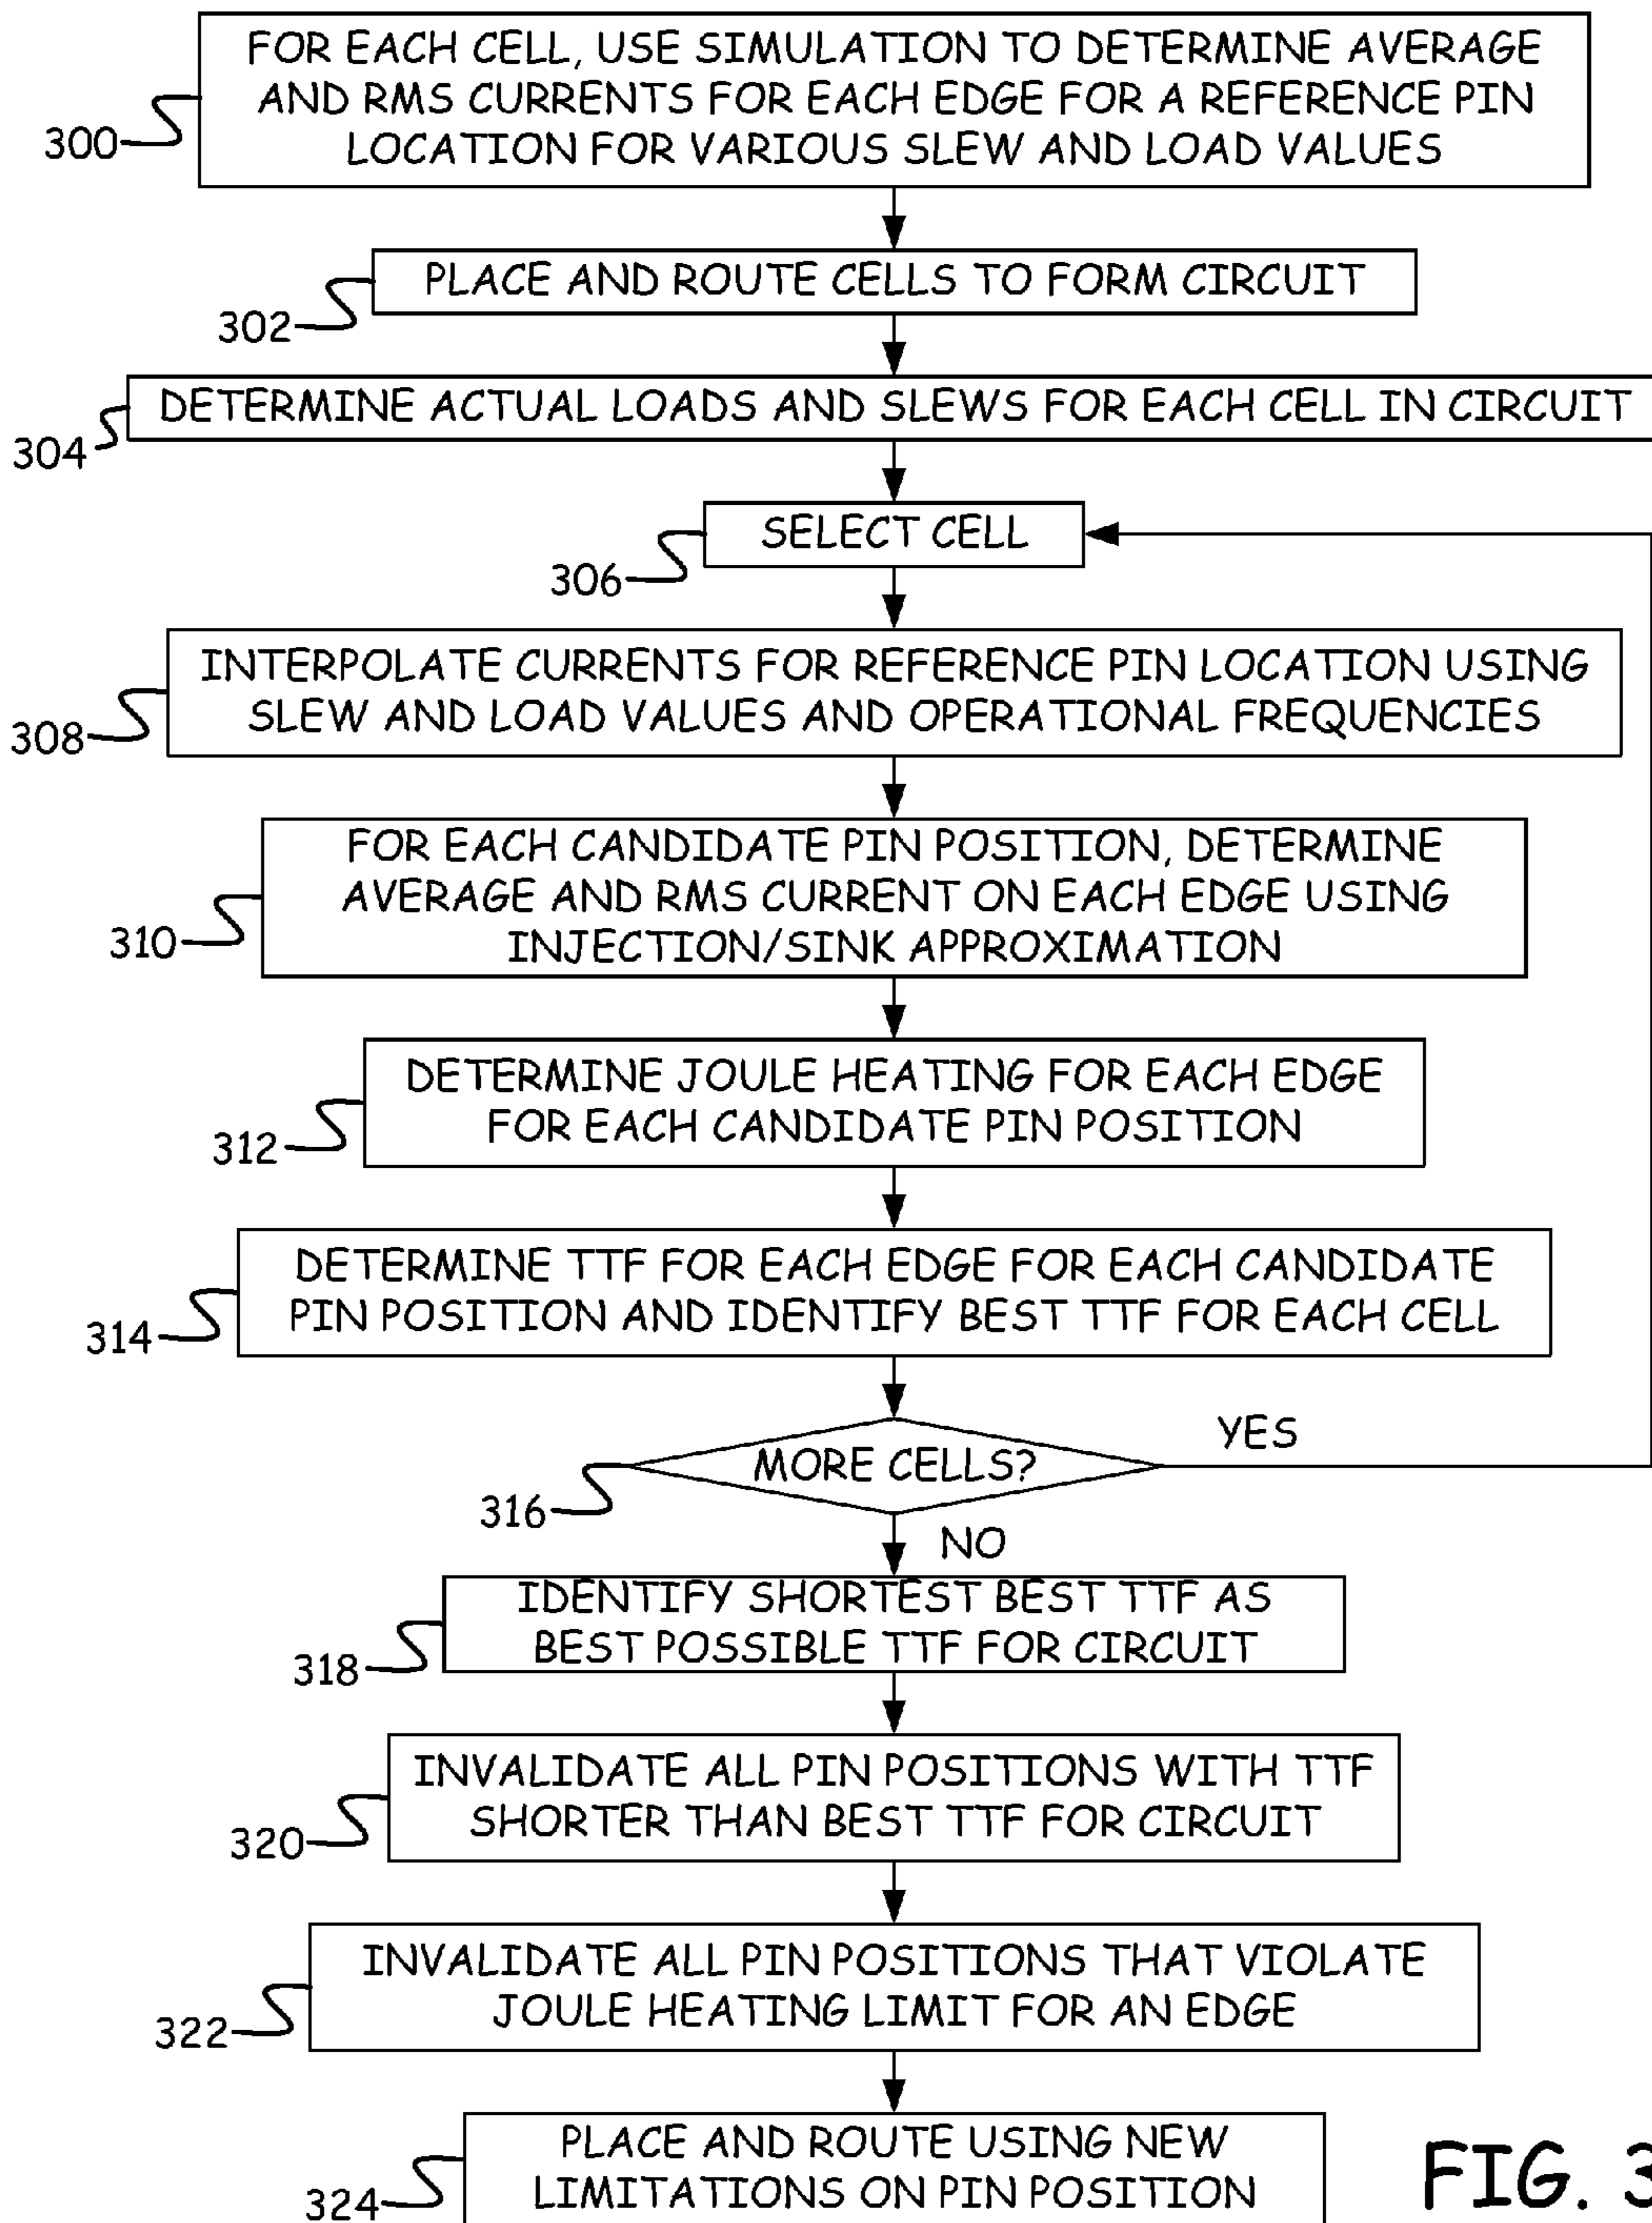 FOR EACH CELL, USE SIMULATION TO DETERMINE AVERAGE
AND RMS CURRENTS FOR EACH EDGE FOR A REFERENCE PIN
LOCATION FOR VARIOUS SLEW AND LOAD VALUES
300
PLACE AND ROUTE CELLS TO FORM CIRCUIT
302
DETERMINE ACTUAL LOADS AND SLEWS FOR EACH CELL IN CIRCUIT
304
SELECT CELL
306
INTERPOLATE CURRENTS FOR REFERENCE PIN LOCATION USING
SLEW AND LOAD VALUES AND OPERATIONAL FREQUENCIES
308
FOR EACH CANDIDATE PIN POSITION, DETERMINE
AVERAGE AND RMS CURRENT ON EACH EDGE USING
INJECTION/SINK APPROXIMATION
310
DETERMINE JOULE HEATING FOR EACH EDGE
FOR EACH CANDIDATE PIN POSITION
312
DETERMINE TTF FOR EACH EDGE FOR EACH CANDIDATE
PIN POSITION AND IDENTIFY BEST TTF FOR EACH CELL
314
YES
MORE CELLS?
316
NO
IDENTIFY SHORTEST BEST TTF AS
BEST POSSIBLE TTF FOR CIRCUIT
318
INVALIDATE ALL PIN POSITIONS WITH TTF
SHORTER THAN BEST TTF FOR CIRCUIT
320
INVALIDATE ALL PIN POSITIONS THAT VIOLATE
JOULE HEATING LIMIT FOR AN EDGE
322
PLACE AND ROUTE USING NEW
LIMITATIONS ON PIN POSITION
324
FIG. 3